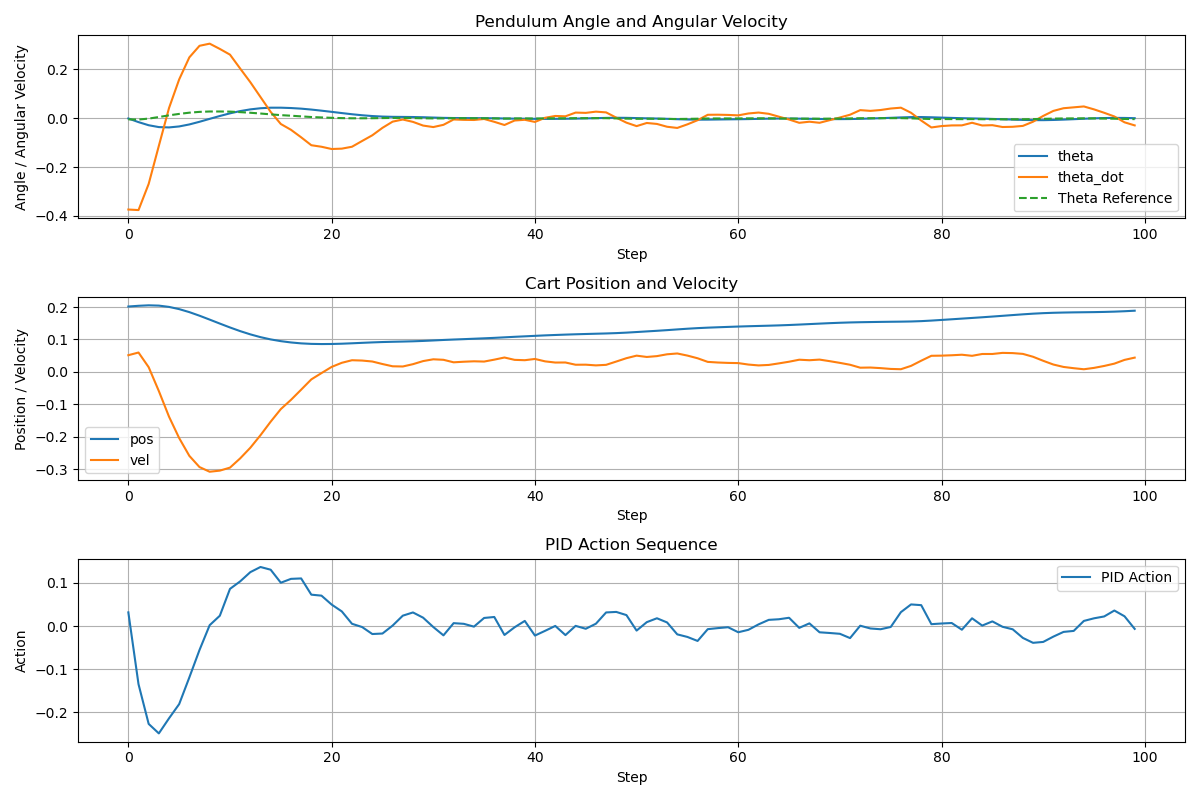 Pendulum Angle and Angular Velocity
Angle / Angular Velocity
0.2
0.0
−0.2
−0.4
theta
theta_dot
Theta Reference
0 20 40 60 80 100
Step
Cart Position and Velocity
Position / Velocity
0.2
0.1
0.0
−0.1
−0.2
−0.3
pos
vel
0 20 40 60 80 100
Step
PID Action Sequence
Action
0.1
0.0
−0.1
−0.2
PID Action
0 20 40 60 80 100
Step